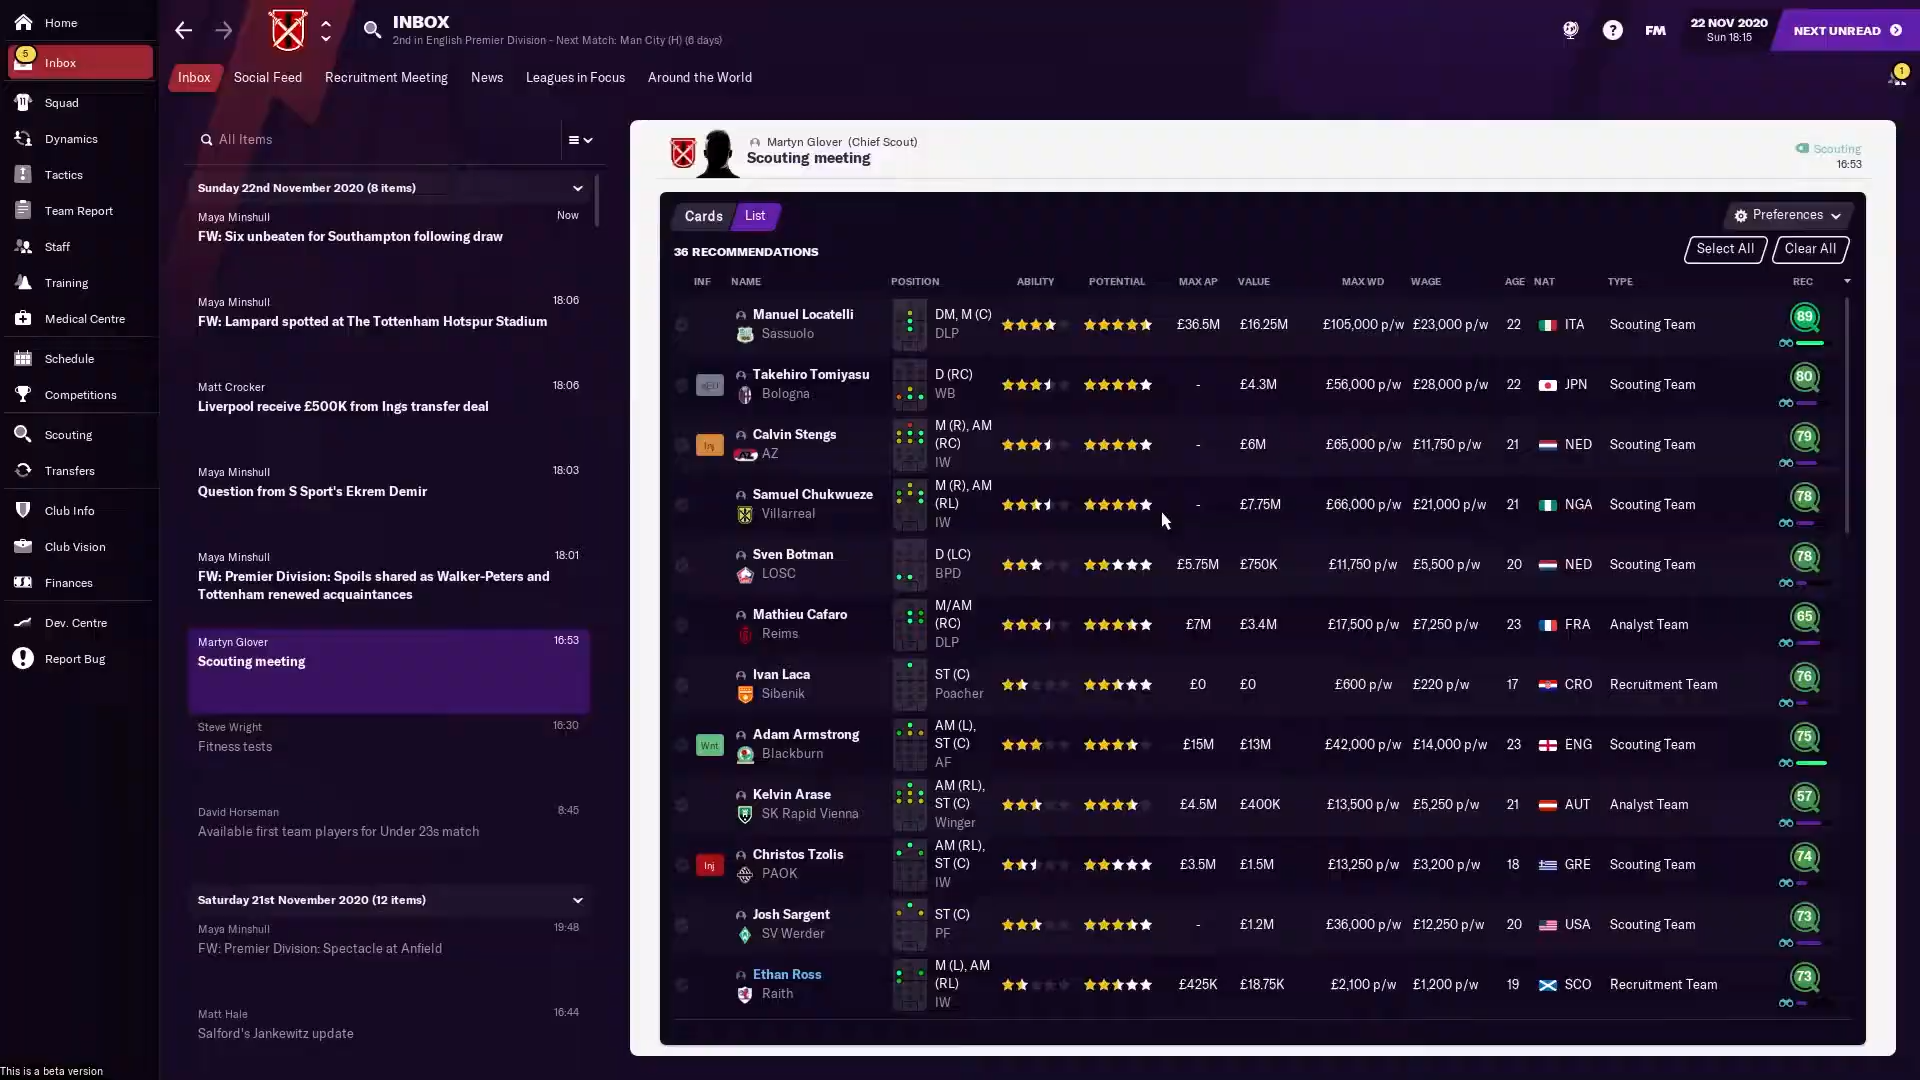 Home
5
Inbox
Squad
Dynamics
Tactics
Team Report
Staff
Training
Medical Centre
Schedule
Competitions
Scouting
Transfers
Club Info
Club Vision
Finances
Dev. Centre
Report Bug
This is a beta version
INBOX
2nd in English Premier Division - Next Match: Man City (H) (6 days)
FM
22 NOV 2020
Sun 18:15
NEXT UNREAD
1
Inbox Social Feed Recruitment Meeting News Leagues in Focus Around the World
All Items
Sunday 22nd November 2020 (8 items)
Maya Minshull Now
FW: Six unbeaten for Southampton following draw
Maya Minshull 18:06
FW: Lampard spotted at The Tottenham Hotspur Stadium
Matt Crocker 18:06
Liverpool receive £500K from Ings transfer deal
Maya Minshull 18:03
Question from S Sport's Ekrem Demir
Maya Minshull 18:01
FW: Premier Division: Spoils shared as Walker-Peters and
Tottenham renewed acquaintances
Martyn Glover 16:53
Scouting meeting
Steve Wright 16:30
Fitness tests
David Horseman 8:45
Available first team players for Under 23s match
Saturday 21st November 2020 (12 items)
Maya Minshull 19:48
FW: Premier Division: Spectacle at Anfield
Matt Hale 16:44
Salford's Jankewitz update
Martyn Glover (Chief Scout)
Scouting meeting
Scouting
16:53
Cards List
Preferences
36 RECOMMENDATIONS
Select All Clear All
INF NAME POSITION ABILITY POTENTIAL MAX AP VALUE MAX WD WAGE AGE NAT TYPE REC
Manuel Locatelli
Sassuolo
DM, M (C)
DLP
£36.5M £16.25M £105,000 p/w £23,000 p/w 22 ITA Scouting Team 89
Takehiro Tomiyasu
Bologna
D (RC)
WB
- £4.3M £56,000 p/w £28,000 p/w 22 JPN Scouting Team 80
Inj
Calvin Stengs
AZ
M (R), AM
(RC)
IW
- £6M £65,000 p/w £11,750 p/w 21 NED Scouting Team 79
Samuel Chukwueze
Villarreal
M (R), AM
(RL)
IW
- £7.75M £66,000 p/w £21,000 p/w 21 NGA Scouting Team 78
Sven Botman
LOSC
D (LC)
BPD
£5.75M £750K £11,750 p/w £5,500 p/w 20 NED Scouting Team 78
Mathieu Cafaro
Reims
M/AM
(RC)
DLP
£7M £3.4M £17,500 p/w £7,250 p/w 23 FRA Analyst Team 65
Ivan Laca
Sibenik
ST (C)
Poacher
£0 £0 £600 p/w £220 p/w 17 CRO Recruitment Team 76
Wnt
Adam Armstrong
Blackburn
AM (L),
ST (C)
AF
£15M £13M £42,000 p/w £14,000 p/w 23 ENG Scouting Team 75
Kelvin Arase
SK Rapid Vienna
AM (RL),
ST (C)
Winger
£4.5M £400K £13,500 p/w £5,250 p/w 21 AUT Analyst Team 57
Inj
Christos Tzolis
PAOK
AM (RL),
ST (C)
IW
£3.5M £1.5M £13,250 p/w £3,200 p/w 18 GRE Scouting Team 74
Josh Sargent
SV Werder
ST (C)
PF
- £1.2M £36,000 p/w £12,250 p/w 20 USA Scouting Team 73
Ethan Ross
Raith
M (L), AM
(RL)
IW
£425K £18.75K £2,100 p/w £1,200 p/w 19 SCO Recruitment Team 73